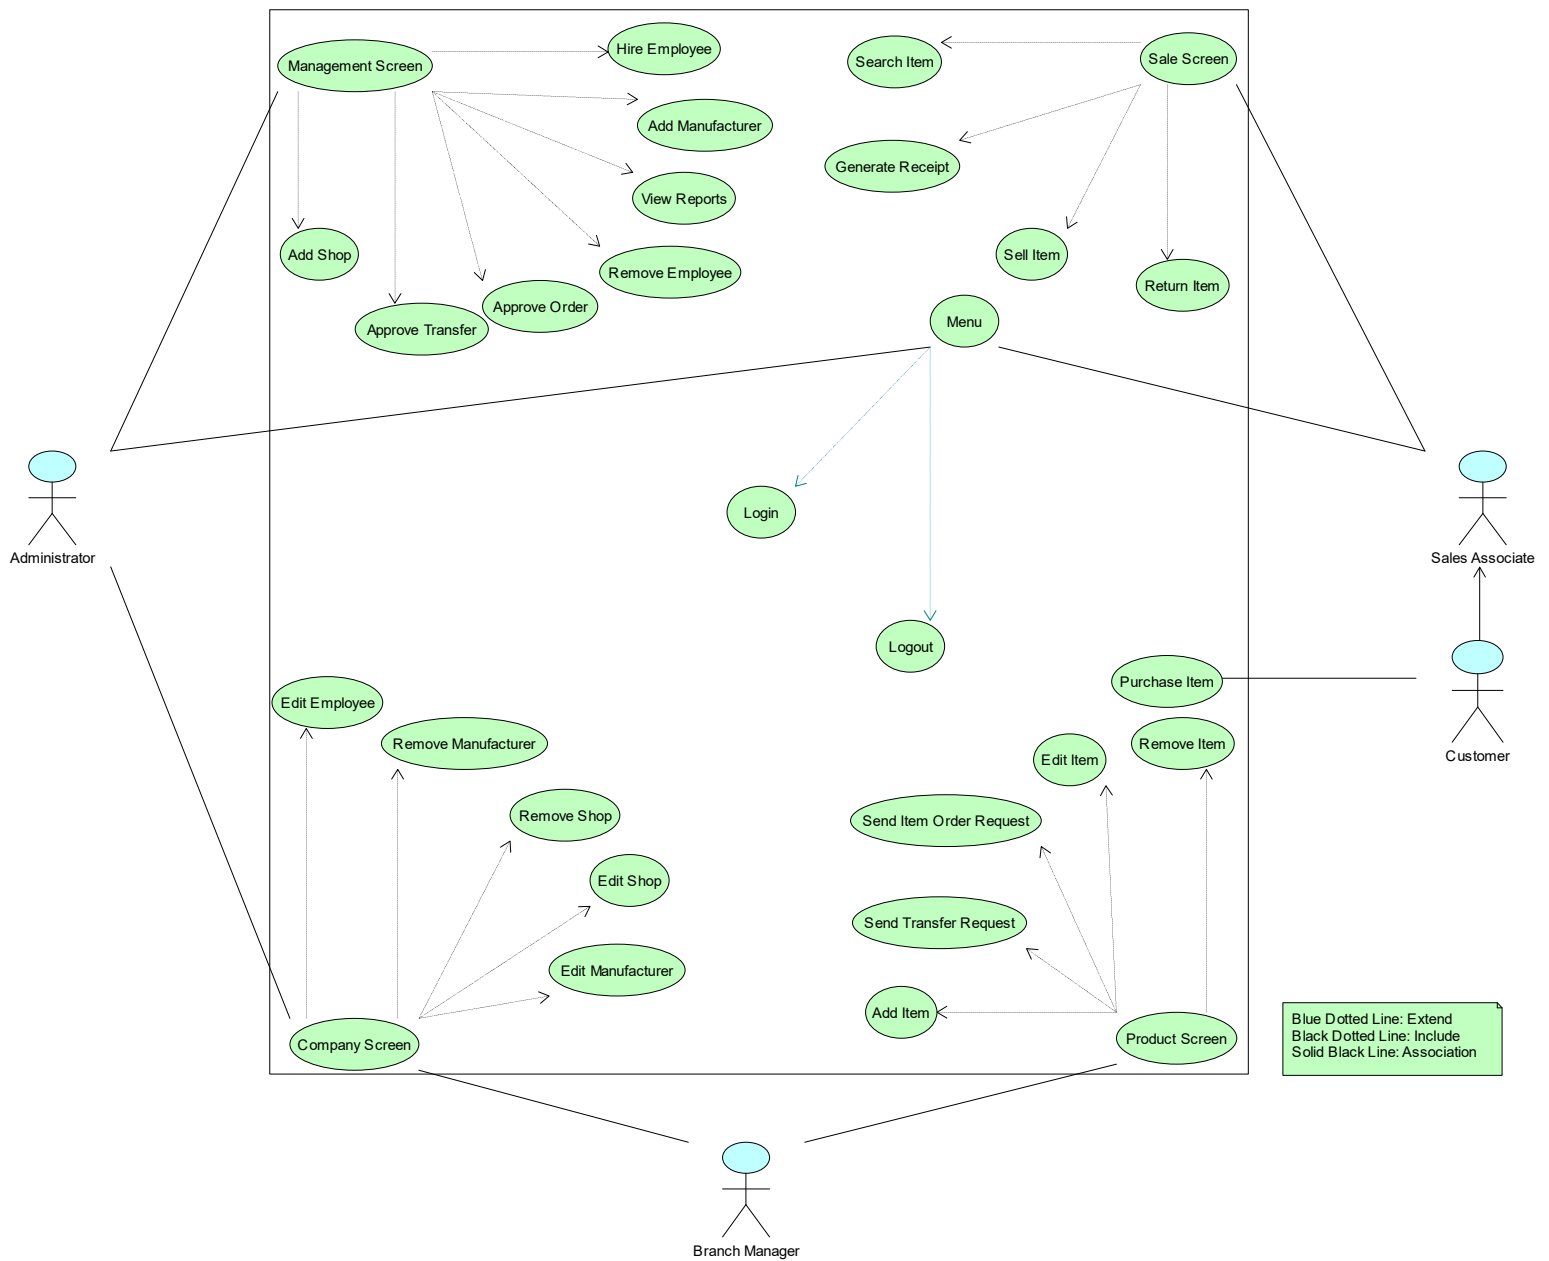 Hire Employee
Search Item
Sale Screen
Management Screen
Add Manufacturer
Generate Receipt
View Reports
Add Shop
Sell Item
Remove Employee
Return Item
Approve Order
Menu
Approve Transfer
Login
Administrator
Sales Associate
Logout
Purchase Item
Edit Employee
Remove Manufacturer
Remove Item
Edit Item
Customer
Remove Shop
Send Item Order Request
Edit Shop
Send Transfer Request
Edit Manufacturer
Add Item
Company Screen
Product Screen
Blue Dotted Line: Extend
Black Dotted Line: Include
Solid Black Line: Association
Branch Manager